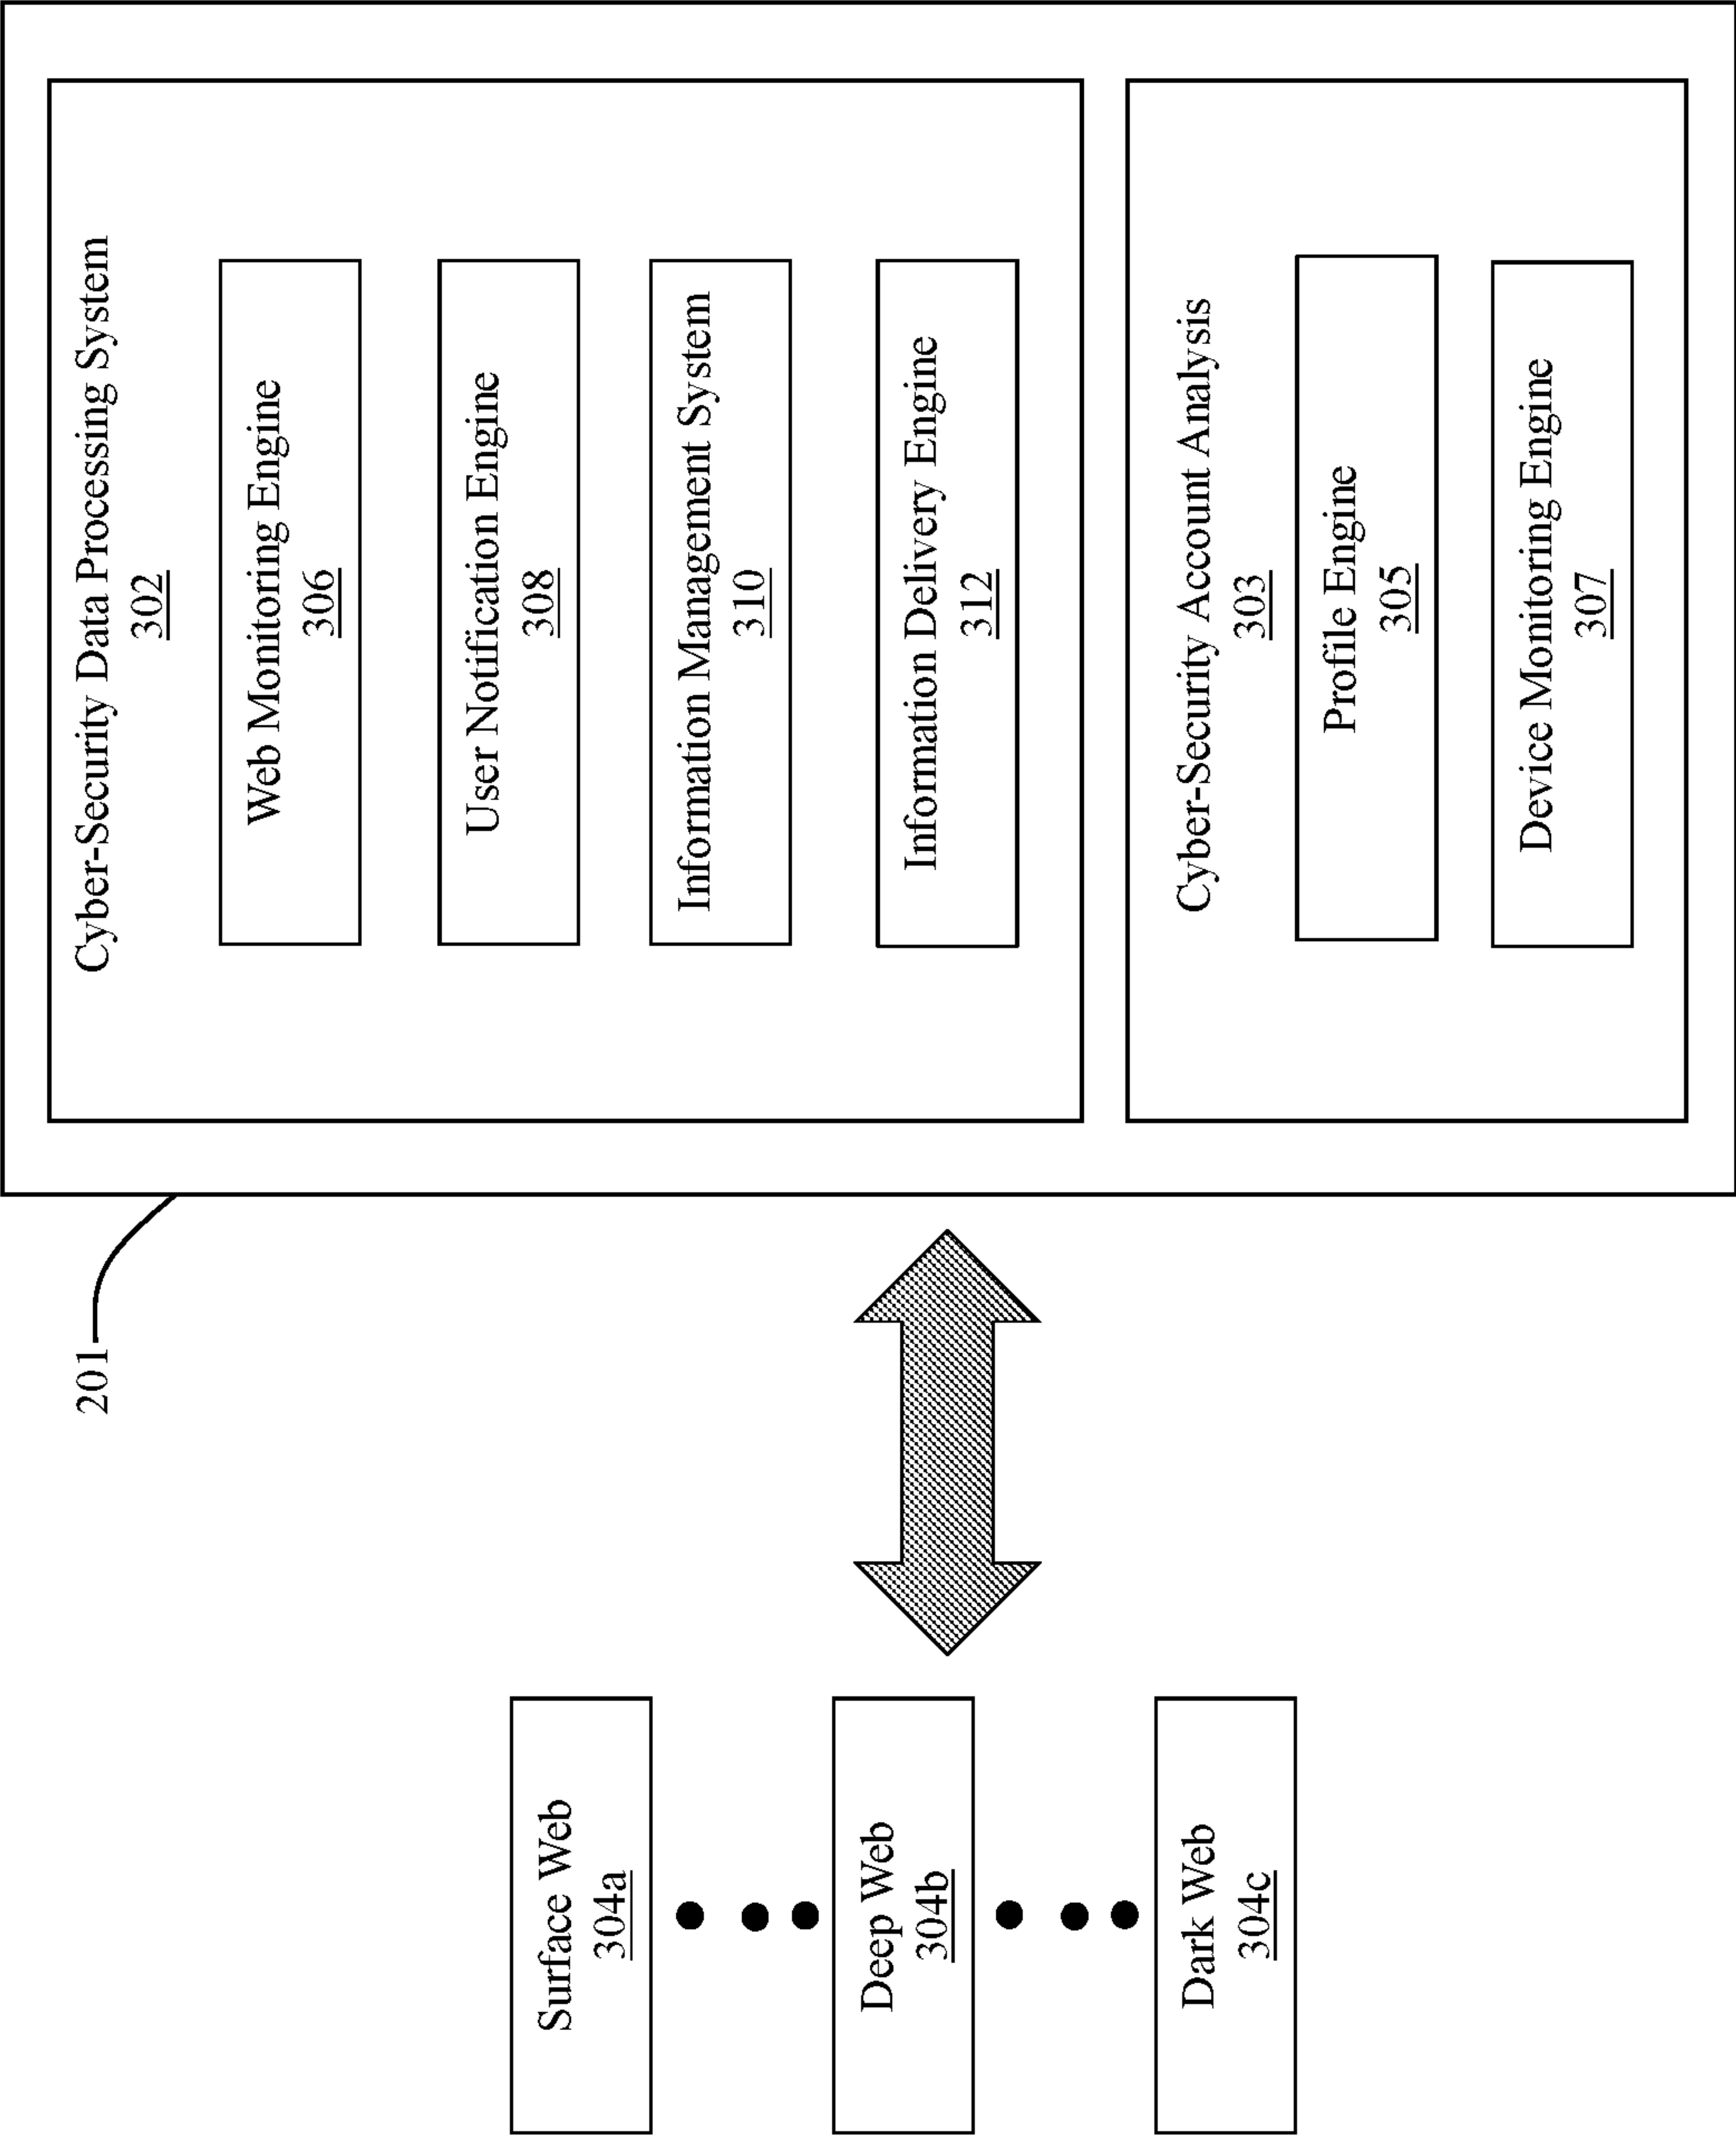 201
Cyber-Security Data Processing System
302
Web Monitoring Engine
306
User Notification Engine
308
Information Management System
310
Information Delivery Engine
312
Cyber-Security Account Analysis
303
Profile Engine
305
Device Monitoring Engine
307
Surface Web
304a
Deep Web
304b
Dark Web
304c